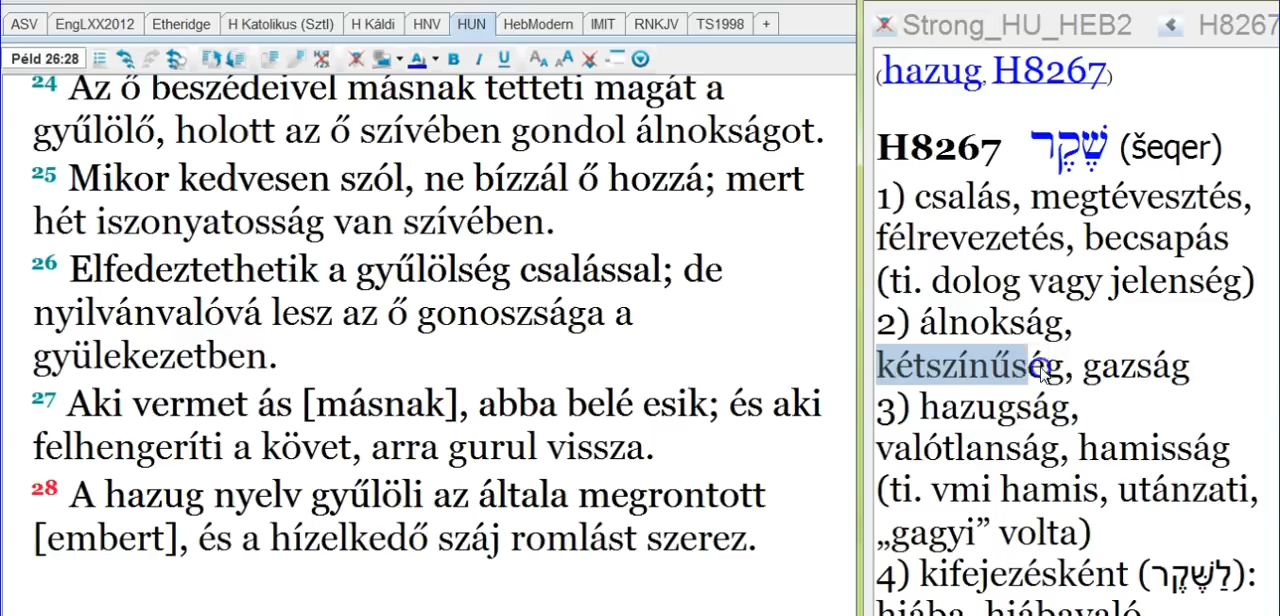 ASV EngLXX2012 Etheridge H Katolikus (Sztl) H Káldi HNV HUN HebModern IMIT RNKJV TS1998 +
Péld 26:28
24 Az ő beszédeivel másnak tetteti magát a
gyűlölő, holott az ő szívében gondol álnokságot.
25 Mikor kedvesen szól, ne bízzál ő hozzá; mert
hét iszonyatosság van szívében.
26 Elfedeztethetik a gyűlölség csalással; de
nyilvánvalóvá lesz az ő gonoszsága a
gyülekezetben.
27 Aki vermet ás [másnak], abba belé esik; és aki
felhengeríti a követ, arra gurul vissza.
28 A hazug nyelv gyűlöli az általa megrontott
[embert], és a hízelkedő száj romlást szerez.
Strong_HU_HEB2 H8267
(hazug, H8267)
H8267 שֶׁקֶר (šeqer)
1) csalás, megtévesztés,
félrevezetés, becsapás
(ti. dolog vagy jelenség)
2) álnokság,
kétszínűség, gazság
3) hazugság,
valótlanság, hamisság
(ti. vmi hamis, utánzati,
„gagyi” volta)
4) kifejezésként (לַשֶּׁקֶר):
hiába, hiábavaló